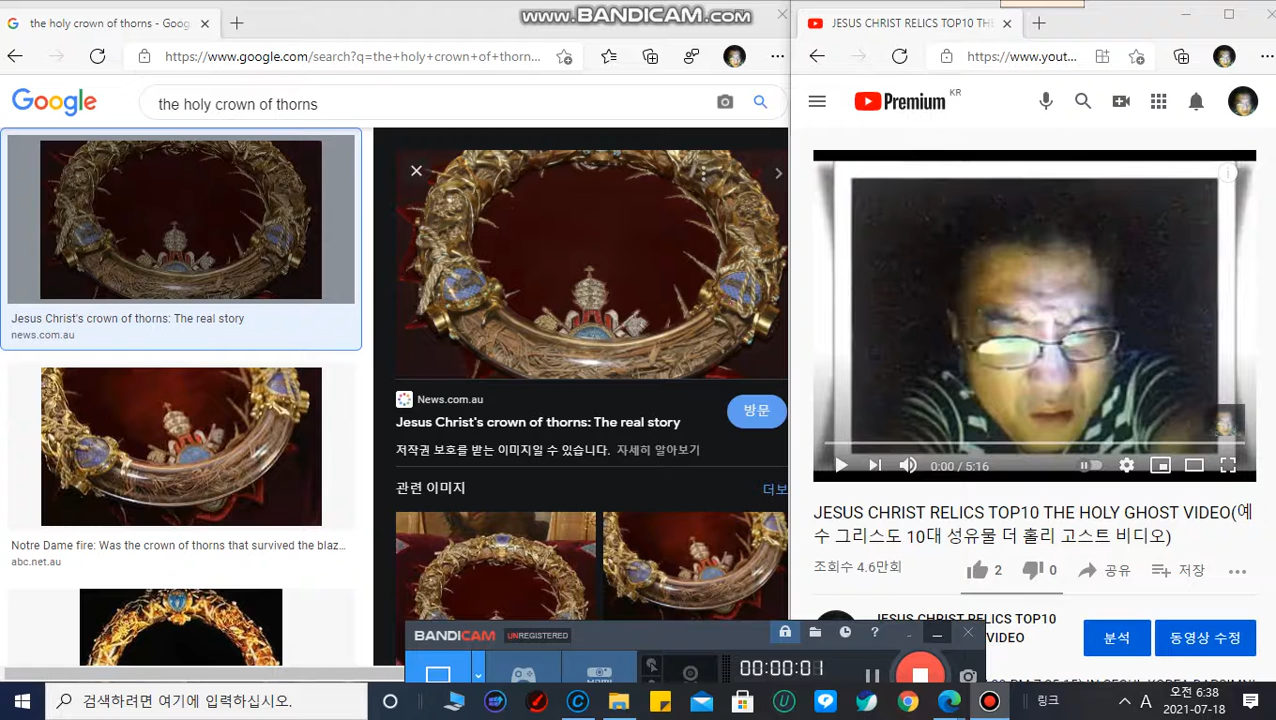 the holy crown of thorns - Goog
www.BANDICAM.com
https://www.google.com/search?q=the+holy+crown+of+thorn...
Google
the holy crown of thorns
Jesus Christ's crown of thorns: The real story
news.com.au
Notre Dame fire: Was the crown of thorns that survived the blaz...
abc.net.au
News.com.au
Jesus Christ's crown of thorns: The real story
방문
저작권 보호를 받는 이미지일 수 있습니다. 자세히 알아보기
관련 이미지
더보
JESUS CHRIST RELICS TOP10 THE
https://www.yout...
Premium KR
0:00 / 5:16
JESUS CHRIST RELICS TOP10 THE HOLY GHOST VIDEO(예
수 그리스도 10대 성유물 더 홀리 고스트 비디오)
조회수 4.6만회
2
0
공유
저장
JESUS CHRIST RELICS TOP10
VIDEO
분석
동영상 수정
BANDICAM UNREGISTERED
00:00:01
검색하려면 여기에 입력하십시오.
링크
A
오전 6:38
2021-07-18